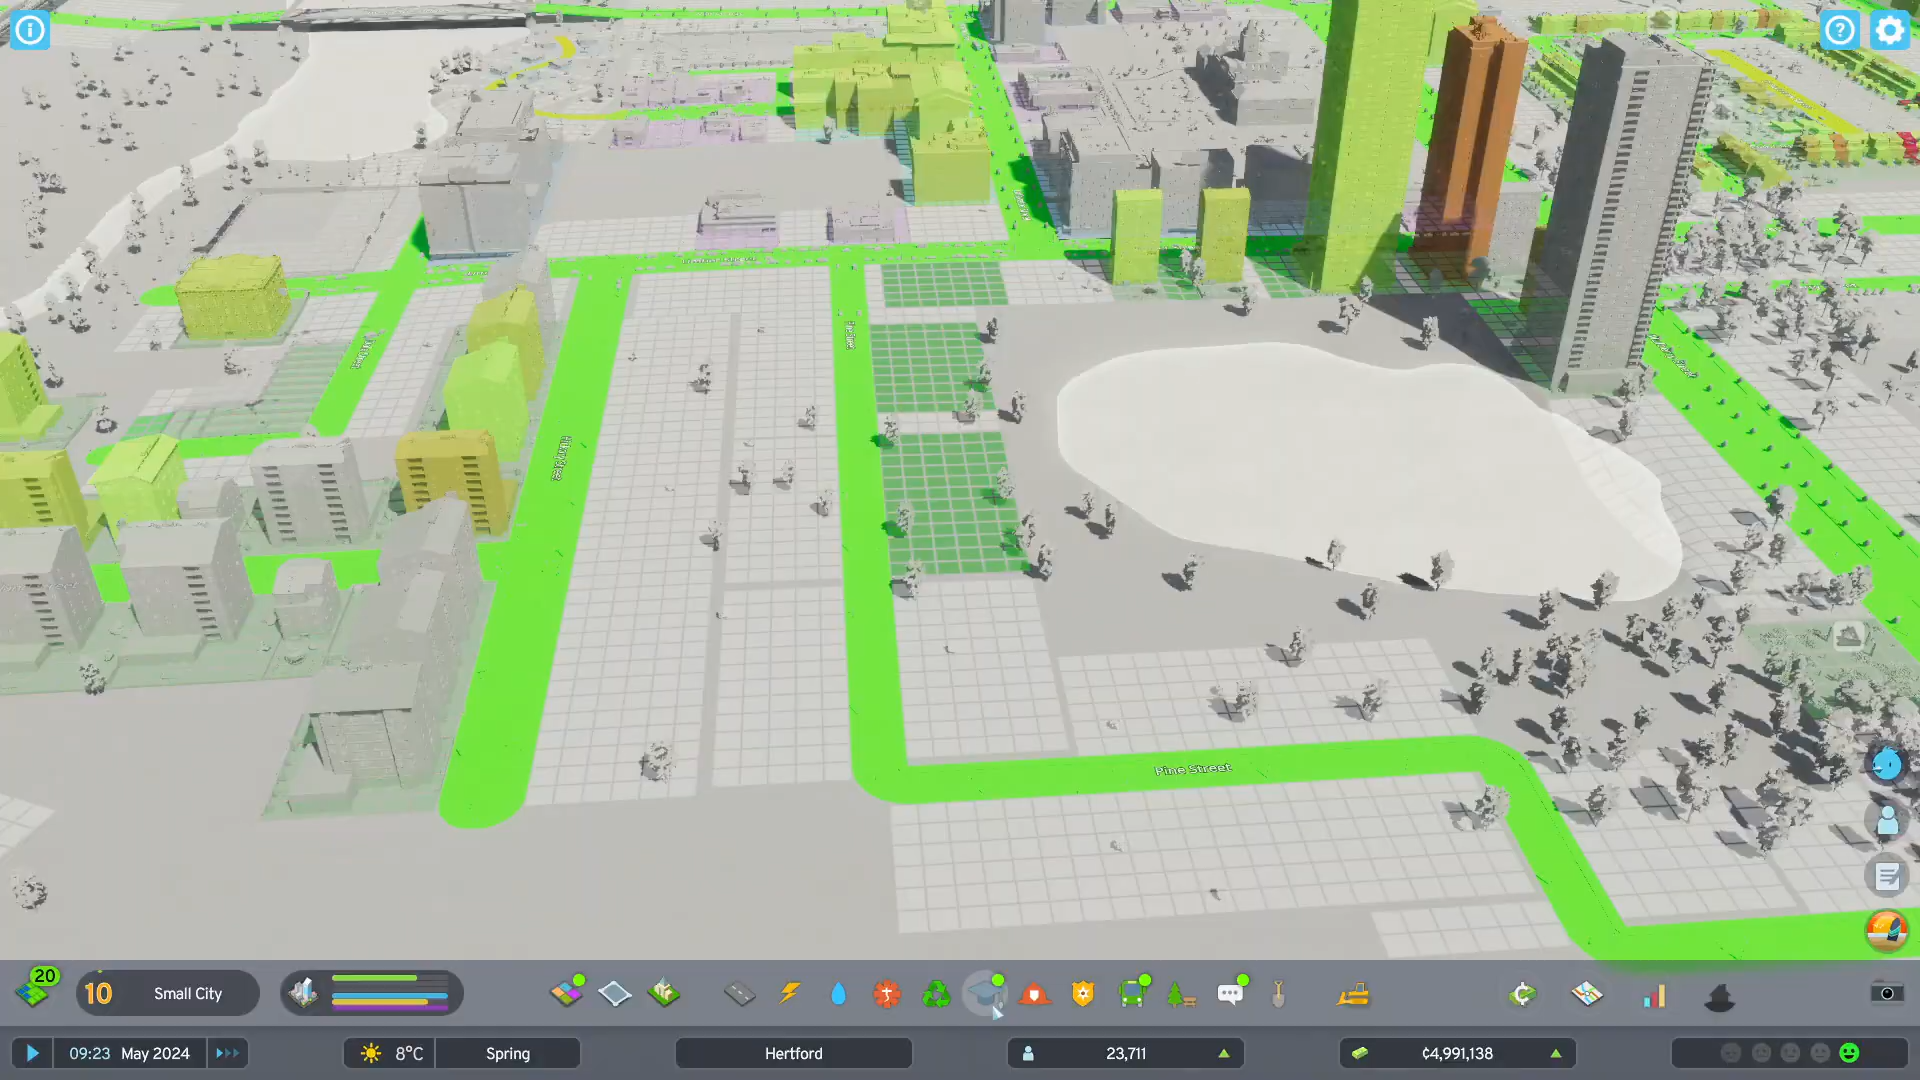 Pine Street
20
10
Small City
09:23 May 2024
8°C
Spring
Hertford
23,711
¢4,991,138